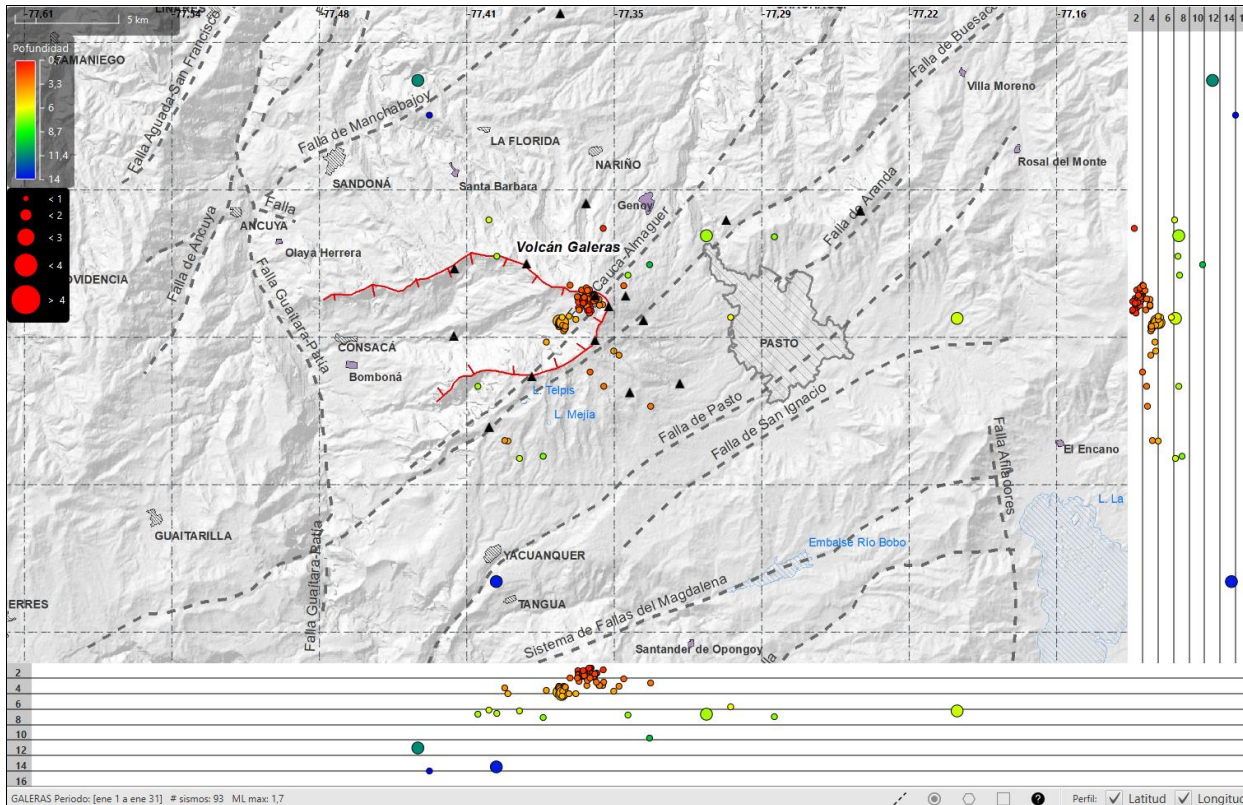 -77.61
-77.54
-77.48
-77.41
-77.35
-77.29
-77.22
-77.16
5 km
Pofundidad
0,7
3,3
6
8,7
11,4
14
< 1
< 2
< 3
< 4
> 4
2 4 6 8 10 12 14
Falla Aguada-San Francisco
Falla de Manchabajoy
LA FLORIDA
NARIÑO
SANDONÁ
Santa Barbara
Genoy
Falla de Buesaco
Villa Moreno
Rosal del Monte
Falla de Aranda
Falla
ANCUYA
Olaya Herrera
Falla de Ancuya
Volcán Galeras
Cauca-Almaguer
Falla Guaitara-Patía
CONSACÁ
Bomboná
PASTO
L. Telpis
L. Mejía
Falla de Pasto
Falla de San Ignacio
Falla Afiladores
El Encano
L. La
GUAITARILLA
Falla Guaitara-Patía
YACUANQUER
TANGUA
Embalse Rio Bobo
Sistema de Fallas del Magdalena
Santander de Opongoy
2
4
6
8
10
12
14
16
GALERAS Periodo: [ene 1 a ene 31] # sismos: 93 ML max: 1,7
Perfil: Latitud Longitud